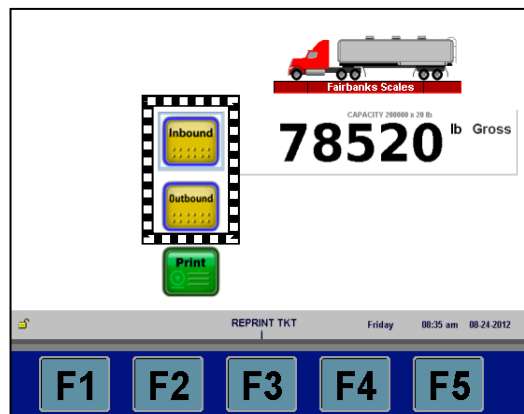 Fairbanks Scales
CAPACITY 200000 x 20 lb
78520 lb Gross
Inbound
Outbound
Print
REPRINT TKT Friday 08:35 am 08-24-2012
F1 F2 F3 F4 F5